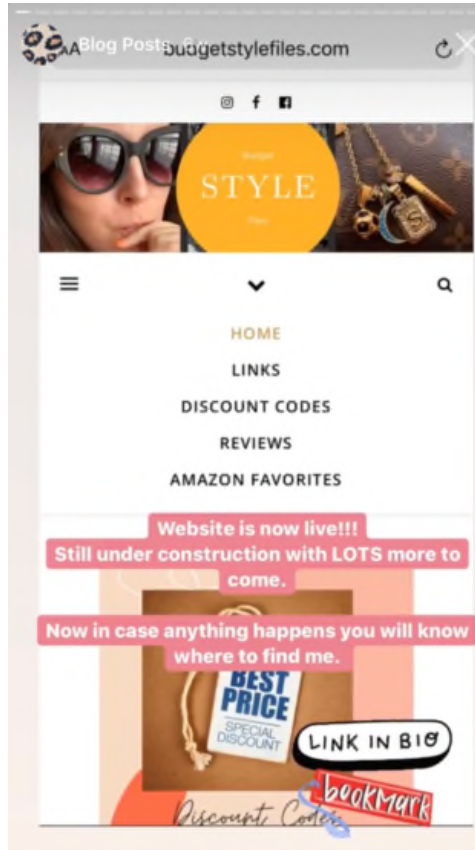 AA Blog Posts
budgetstylefiles.com
Budget
STYLE
Files
HOME
LINKS
DISCOUNT CODES
REVIEWS
AMAZON FAVORITES
Website is now live!!!
Still under construction with LOTS more to
come.
Now in case anything happens you will know
where to find me.
BEST
PRICE
SPECIAL
DISCOUNT
LINK IN BIO
bookMark
Discount Codes